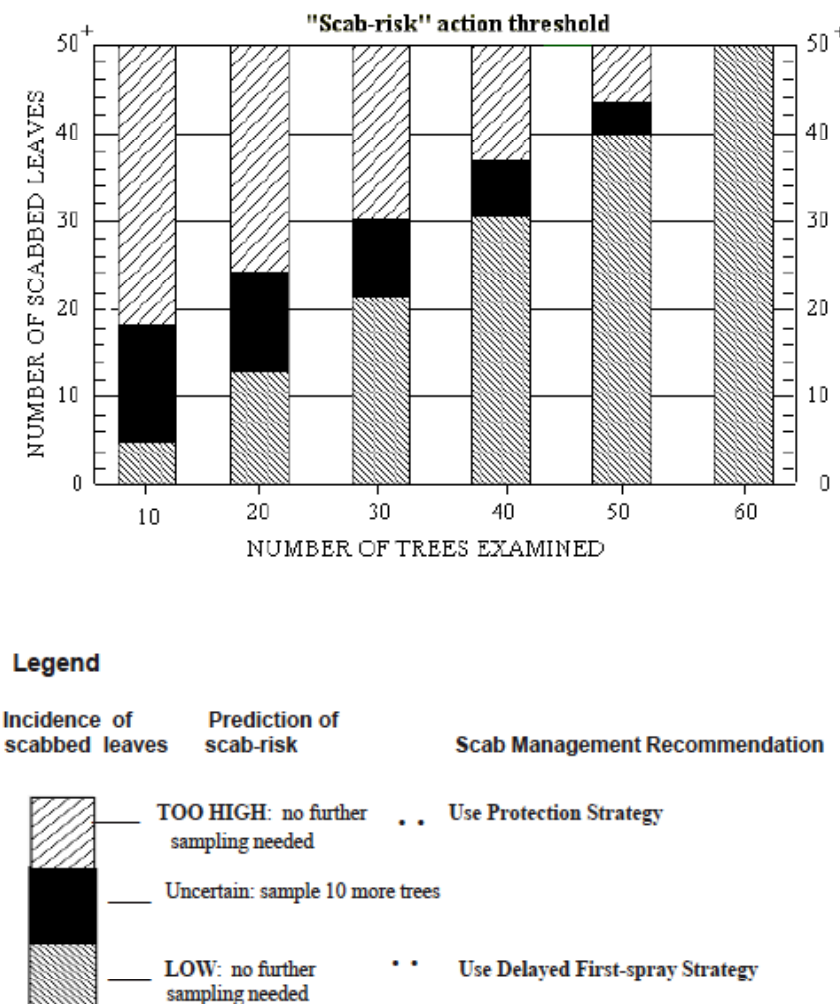 "Scab-risk" action threshold
50+
50+
40
40
30
30
20
20
10
10
0
0
NUMBER OF SCABBED LEAVES
10 20 30 40 50 60
NUMBER OF TREES EXAMINED
Legend
Incidence of scabbed leaves
Prediction of scab-risk
Scab Management Recommendation
TOO HIGH: no further .. Use Protection Strategy
sampling needed
Uncertain: sample 10 more trees
LOW: no further .. Use Delayed First-spray Strategy
sampling needed